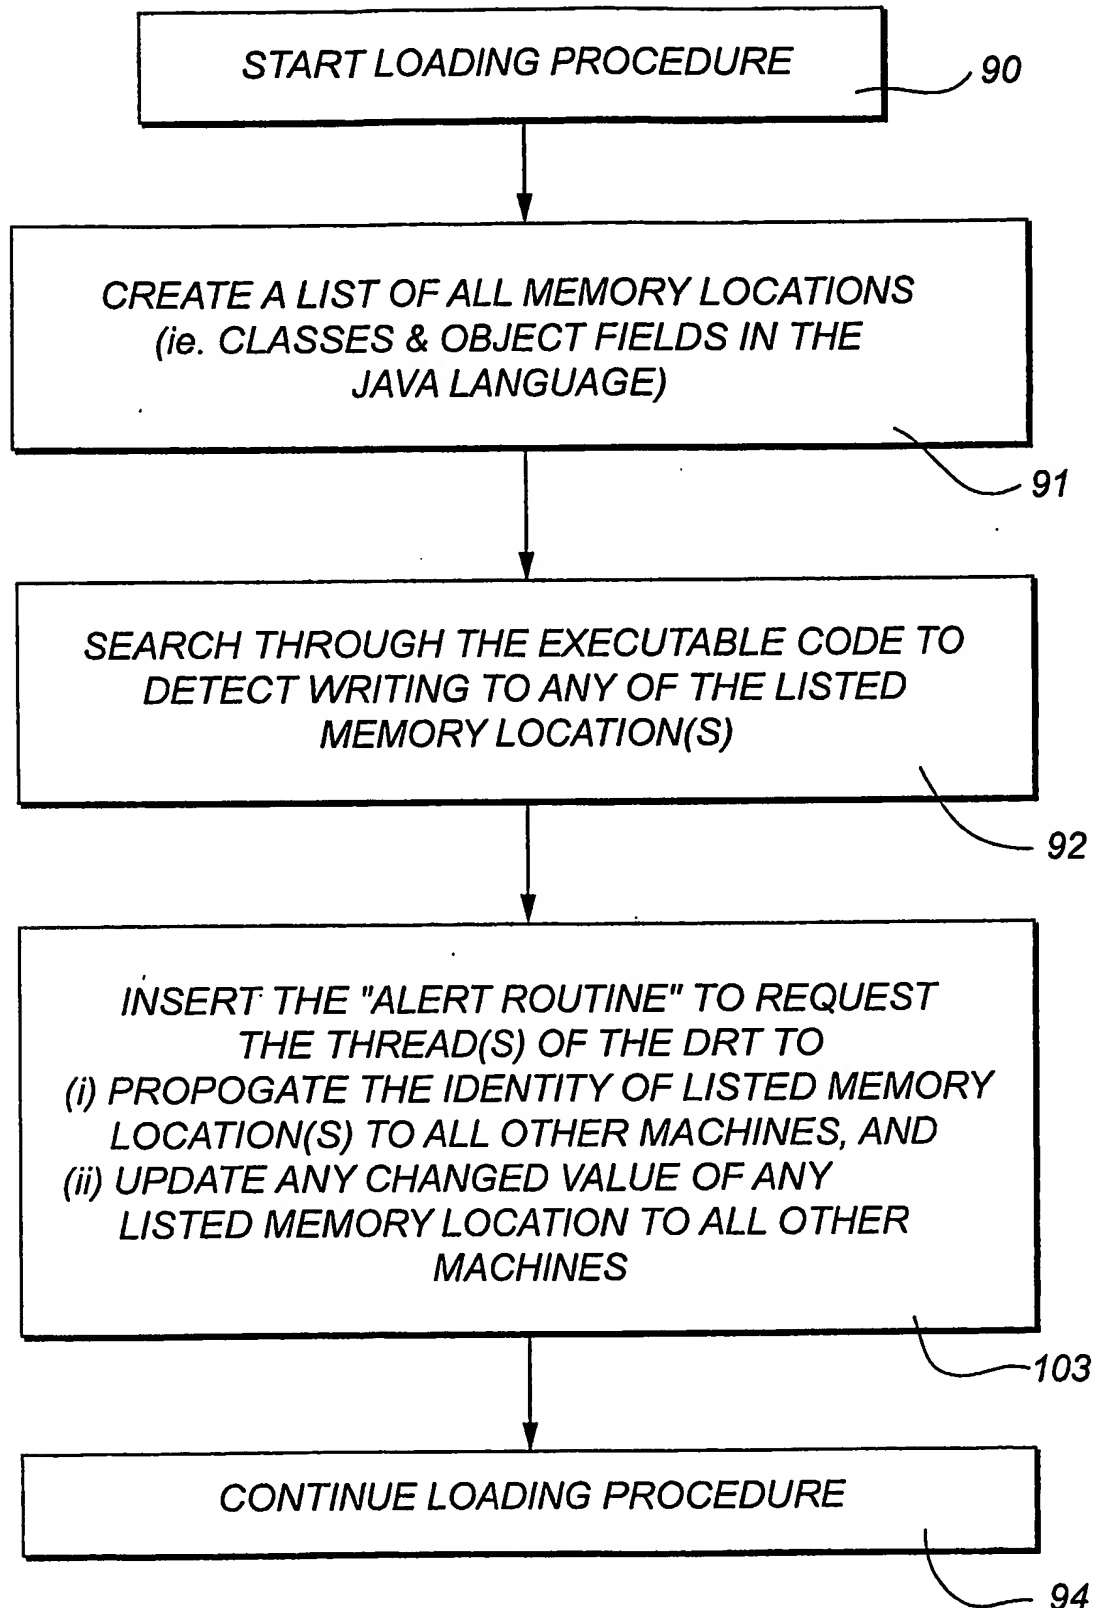 START LOADING PROCEDURE
90
CREATE A LIST OF ALL MEMORY LOCATIONS
(ie. CLASSES & OBJECT FIELDS IN THE
JAVA LANGUAGE)
91
SEARCH THROUGH THE EXECUTABLE CODE TO
DETECT WRITING TO ANY OF THE LISTED
MEMORY LOCATION(S)
92
INSERT THE "ALERT ROUTINE" TO REQUEST
THE THREAD(S) OF THE DRT TO
(i) PROPOGATE THE IDENTITY OF LISTED MEMORY
LOCATION(S) TO ALL OTHER MACHINES, AND
(ii) UPDATE ANY CHANGED VALUE OF ANY
LISTED MEMORY LOCATION TO ALL OTHER
MACHINES
103
CONTINUE LOADING PROCEDURE
94